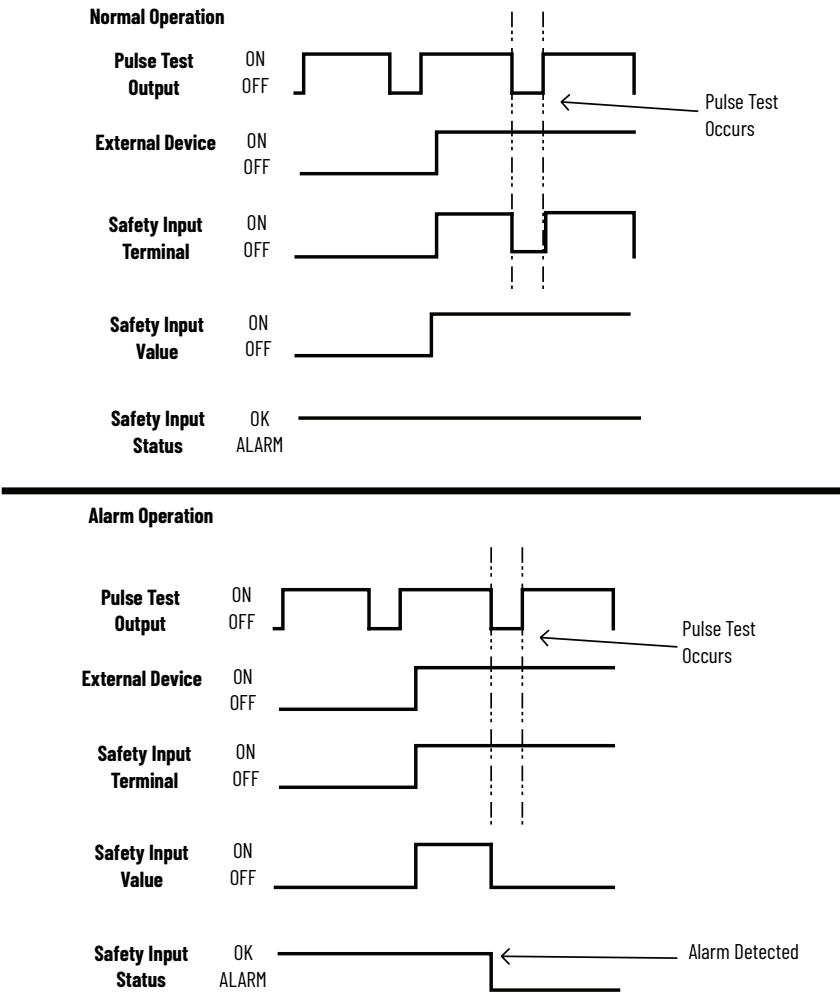 Normal Operation
Pulse Test
Output
ON
OFF
Pulse Test
Occurs
External Device
ON
OFF
Safety Input
Terminal
ON
OFF
Safety Input
Value
ON
OFF
Safety Input
Status
OK
ALARM
Alarm Operation
Pulse Test
Output
ON
OFF
Pulse Test
Occurs
External Device
ON
OFF
Safety Input
Terminal
ON
OFF
Safety Input
Value
ON
OFF
Safety Input
Status
OK
ALARM
Alarm Detected